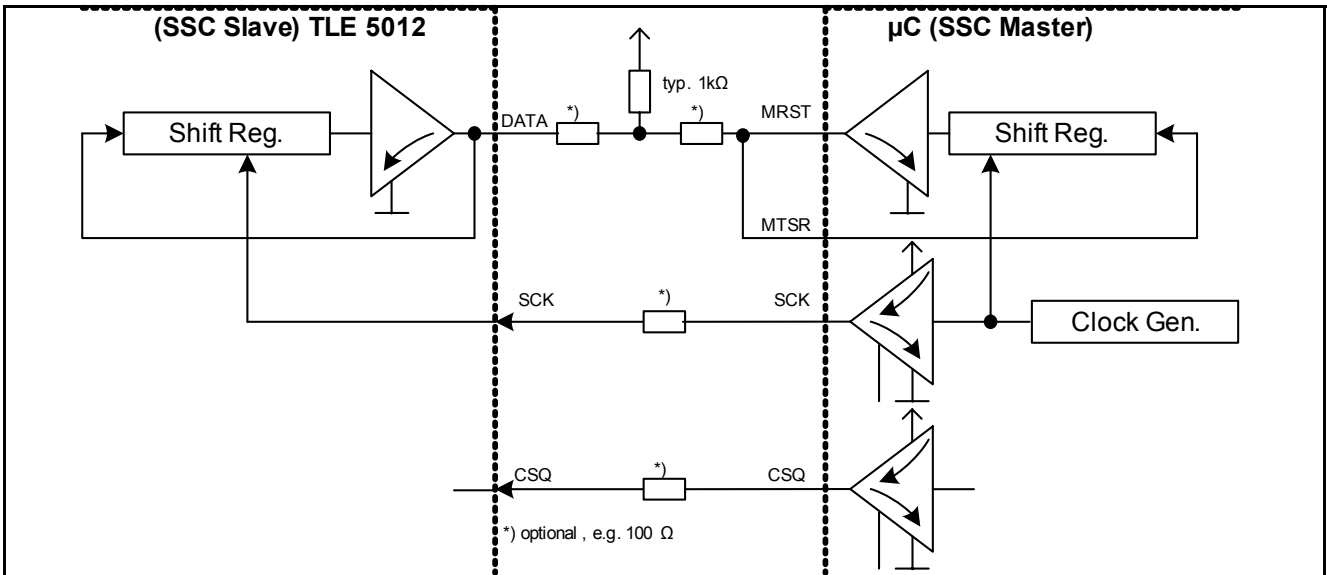 (SSC Slave) TLE 5012
µC (SSC Master)
typ. 1kΩ
*)
*)
DATA
MRST
Shift Reg.
Shift Reg.
MTSR
SCK
*)
SCK
Clock Gen.
CSQ
*)
CSQ
*) optional , e.g. 100 Ω